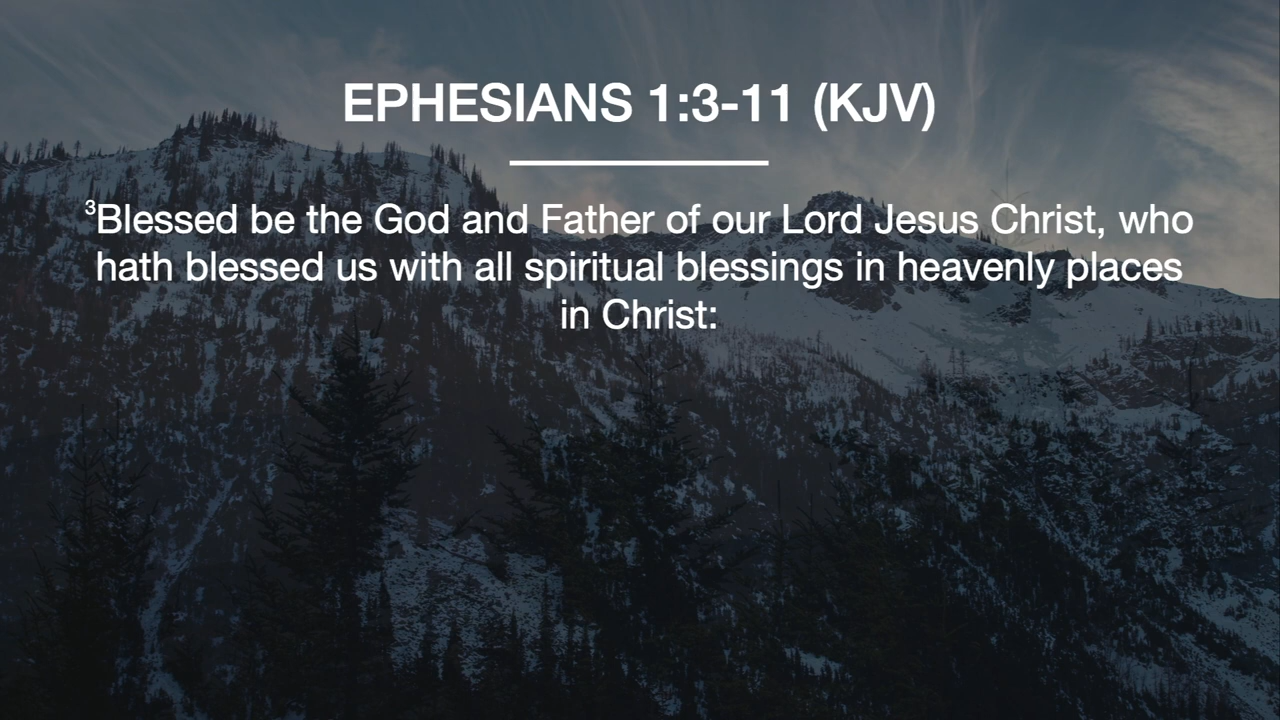 EPHESIANS 1:3-11 (KJV)
³Blessed be the God and Father of our Lord Jesus Christ, who
hath blessed us with all spiritual blessings in heavenly places
in Christ: